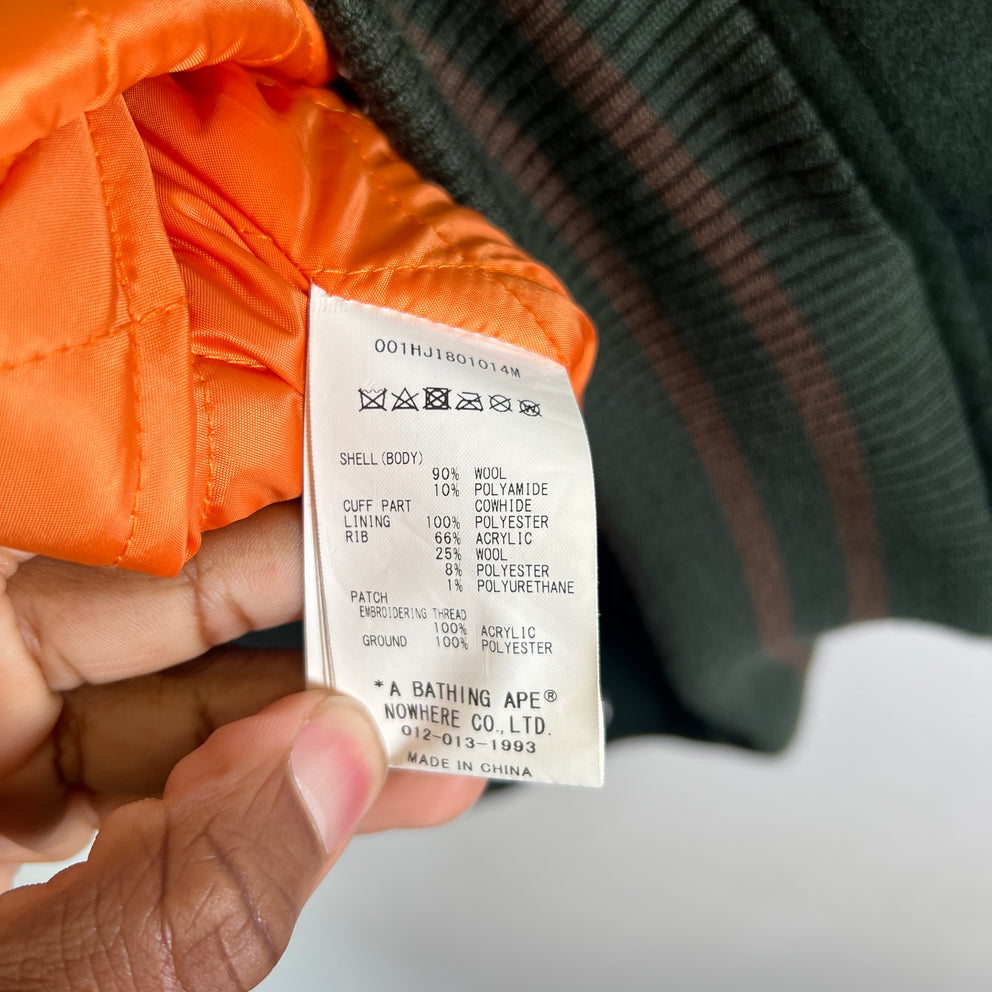 001HJI801014M
SHELL(BODY)
90% WOOL
10% POLYAMIDE
CUFF PART COWHIDE
LINING 100% POLYESTER
RIB 66% ACRYLIC
25% WOOL
8% POLYESTER
1% POLYURETHANE
PATCH
EMBROIDERING THREAD
100% ACRYLIC
GROUND 100% POLYESTER
*A BATHING APE®
NOWHERE CO.,LTD.
012-013-1993
MADE IN CHINA